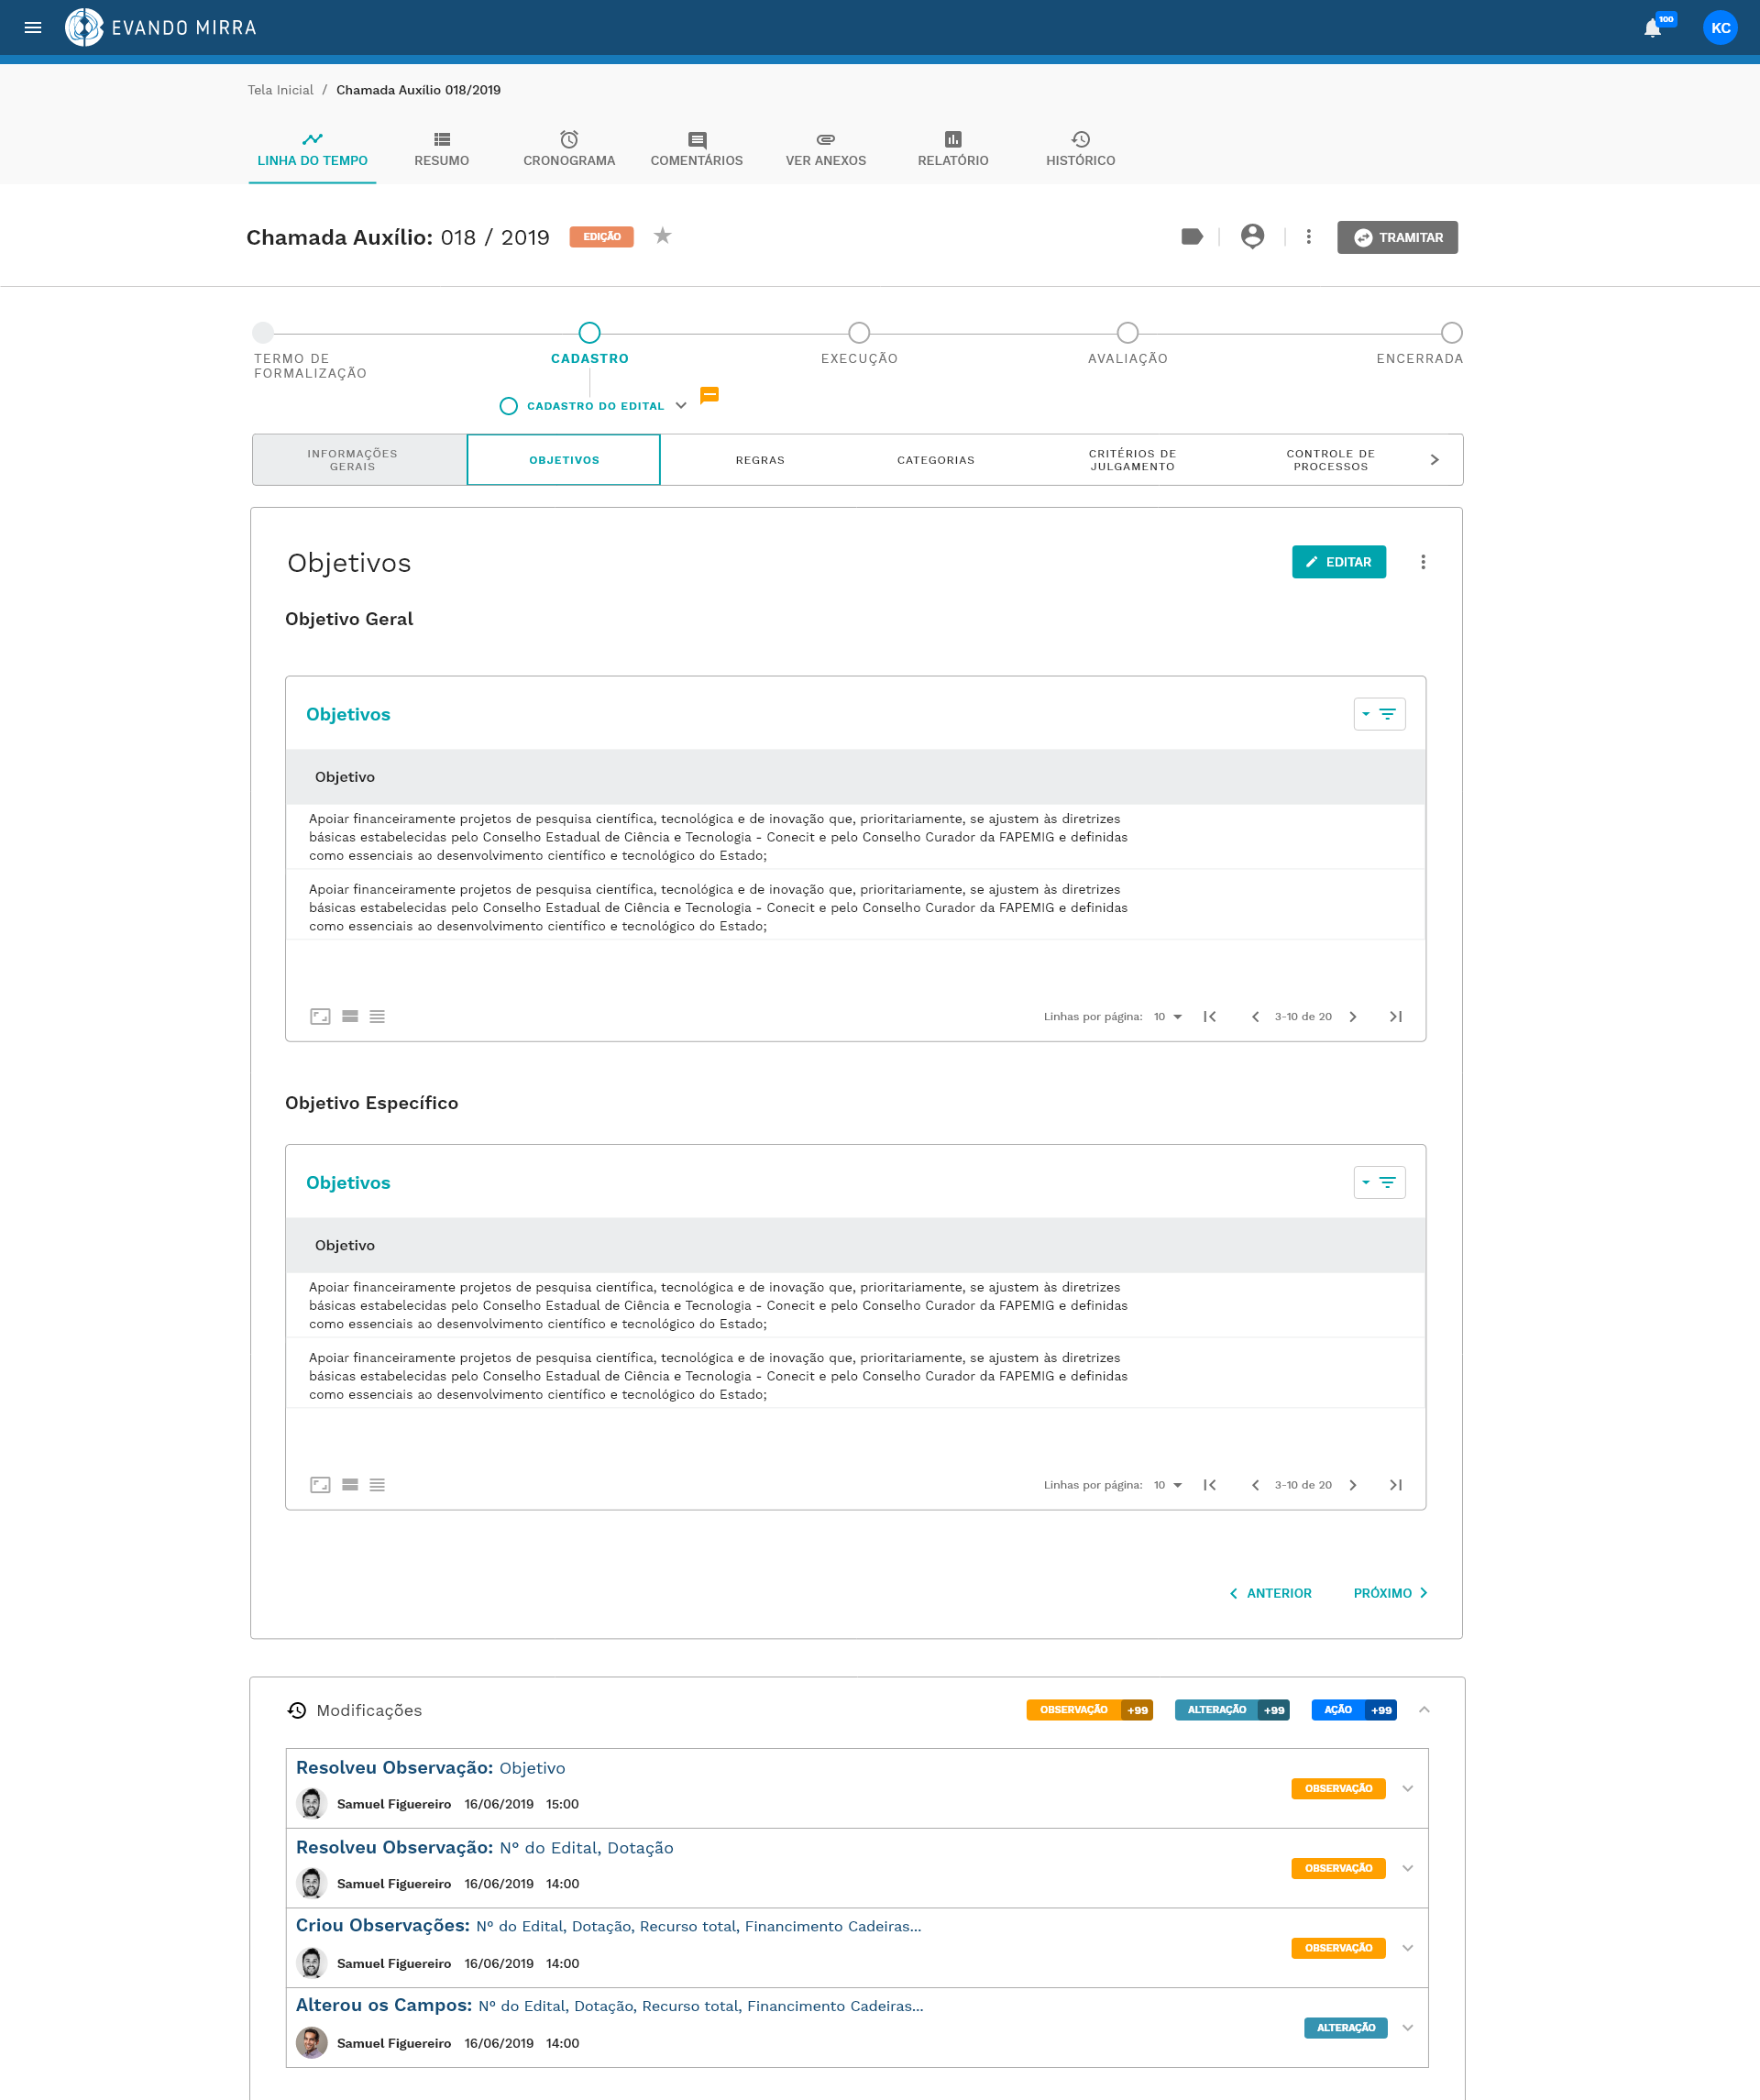 EVANDO MIRRA
100
KC
Tela Inicial / Chamada Auxílio 018/2019
LINHA DO TEMPO
RESUMO
CRONOGRAMA
COMENTÁRIOS
VER ANEXOS
RELATÓRIO
HISTÓRICO
Chamada Auxílio: 018 / 2019
EDIÇÃO
TRAMITAR
TERMO DE
FORMALIZAÇÃO
CADASTRO
EXECUÇÃO
AVALIAÇÃO
ENCERRADA
CADASTRO DO EDITAL
INFORMAÇÕES
GERAIS
OBJETIVOS
REGRAS
CATEGORIAS
CRITÉRIOS DE
JULGAMENTO
CONTROLE DE
PROCESSOS
Objetivos
EDITAR
Objetivo Geral
Objetivos
Objetivo
Apoiar financeiramente projetos de pesquisa científica, tecnológica e de inovação que, prioritariamente, se ajustem às diretrizes
básicas estabelecidas pelo Conselho Estadual de Ciência e Tecnologia - Conecit e pelo Conselho Curador da FAPEMIG e definidas
como essenciais ao desenvolvimento científico e tecnológico do Estado;
Apoiar financeiramente projetos de pesquisa científica, tecnológica e de inovação que, prioritariamente, se ajustem às diretrizes
básicas estabelecidas pelo Conselho Estadual de Ciência e Tecnologia - Conecit e pelo Conselho Curador da FAPEMIG e definidas
como essenciais ao desenvolvimento científico e tecnológico do Estado;
Linhas por página: 10
3-10 de 20
Objetivo Específico
Objetivos
Objetivo
Apoiar financeiramente projetos de pesquisa científica, tecnológica e de inovação que, prioritariamente, se ajustem às diretrizes
básicas estabelecidas pelo Conselho Estadual de Ciência e Tecnologia - Conecit e pelo Conselho Curador da FAPEMIG e definidas
como essenciais ao desenvolvimento científico e tecnológico do Estado;
Apoiar financeiramente projetos de pesquisa científica, tecnológica e de inovação que, prioritariamente, se ajustem às diretrizes
básicas estabelecidas pelo Conselho Estadual de Ciência e Tecnologia - Conecit e pelo Conselho Curador da FAPEMIG e definidas
como essenciais ao desenvolvimento científico e tecnológico do Estado;
Linhas por página: 10
3-10 de 20
ANTERIOR
PRÓXIMO
Modificações
OBSERVAÇÃO +99
ALTERAÇÃO +99
AÇÃO +99
Resolveu Observação: Objetivo
Samuel Figuereiro 16/06/2019 15:00
OBSERVAÇÃO
Resolveu Observação: N° do Edital, Dotação
Samuel Figuereiro 16/06/2019 14:00
OBSERVAÇÃO
Criou Observações: N° do Edital, Dotação, Recurso total, Financimento Cadeiras...
Samuel Figuereiro 16/06/2019 14:00
OBSERVAÇÃO
Alterou os Campos: N° do Edital, Dotação, Recurso total, Financimento Cadeiras...
Samuel Figuereiro 16/06/2019 14:00
ALTERAÇÃO